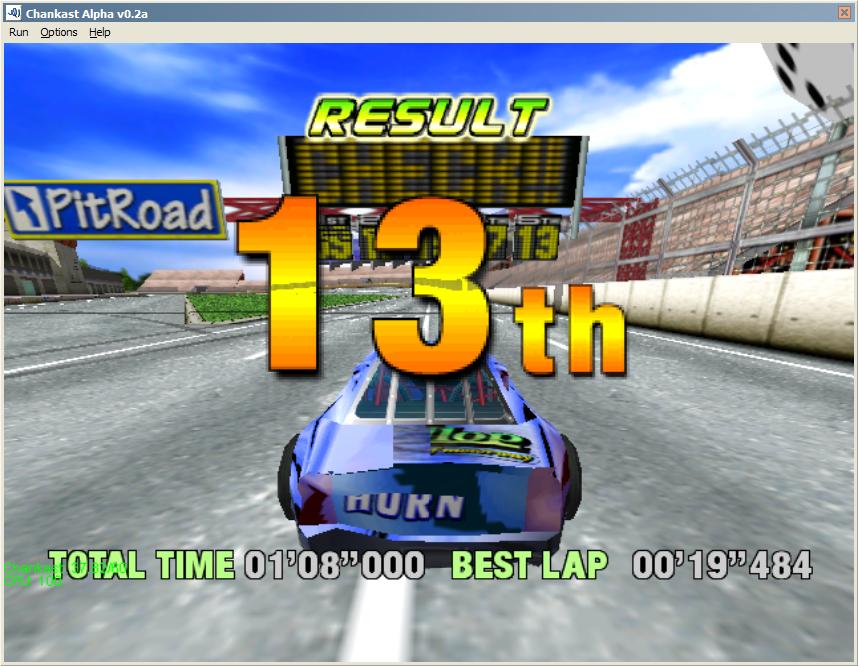 Chankast Alpha v0.2a
Run Options Help
RESULT
PitRoad
13th
HORN
TOTAL TIME 01'08"000 BEST LAP 00'19"484